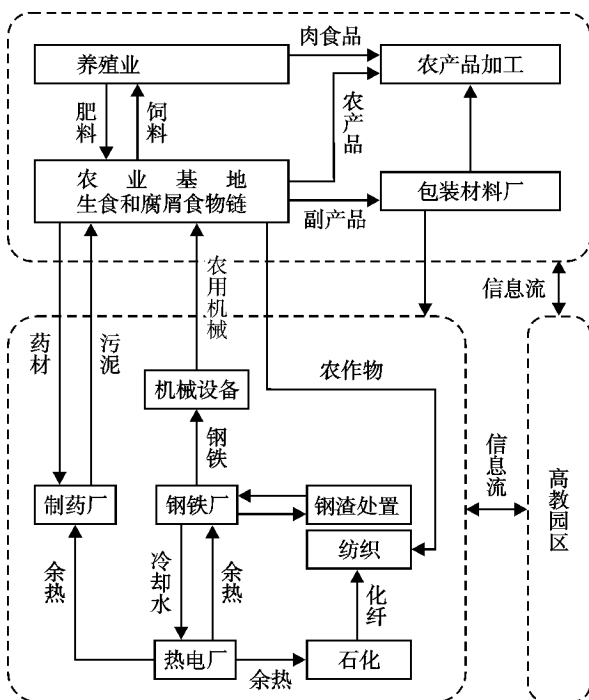 肉食品
养殖业
农产品加工
肥料
饲料
农产品
农业基地
生食和腐屑食物链
副产品
包装材料厂
农用机械
信息流
药材
污泥
机械设备
农作物
钢铁
信息流
高教园区
制药厂
钢铁厂
钢渣处置
余热
冷却水
余热
纺织
化纤
热电厂
余热
石化